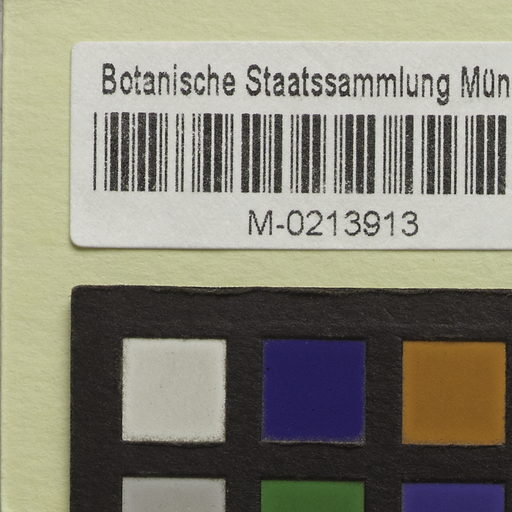 Botanische Staatssammlung Mün
M-0213913